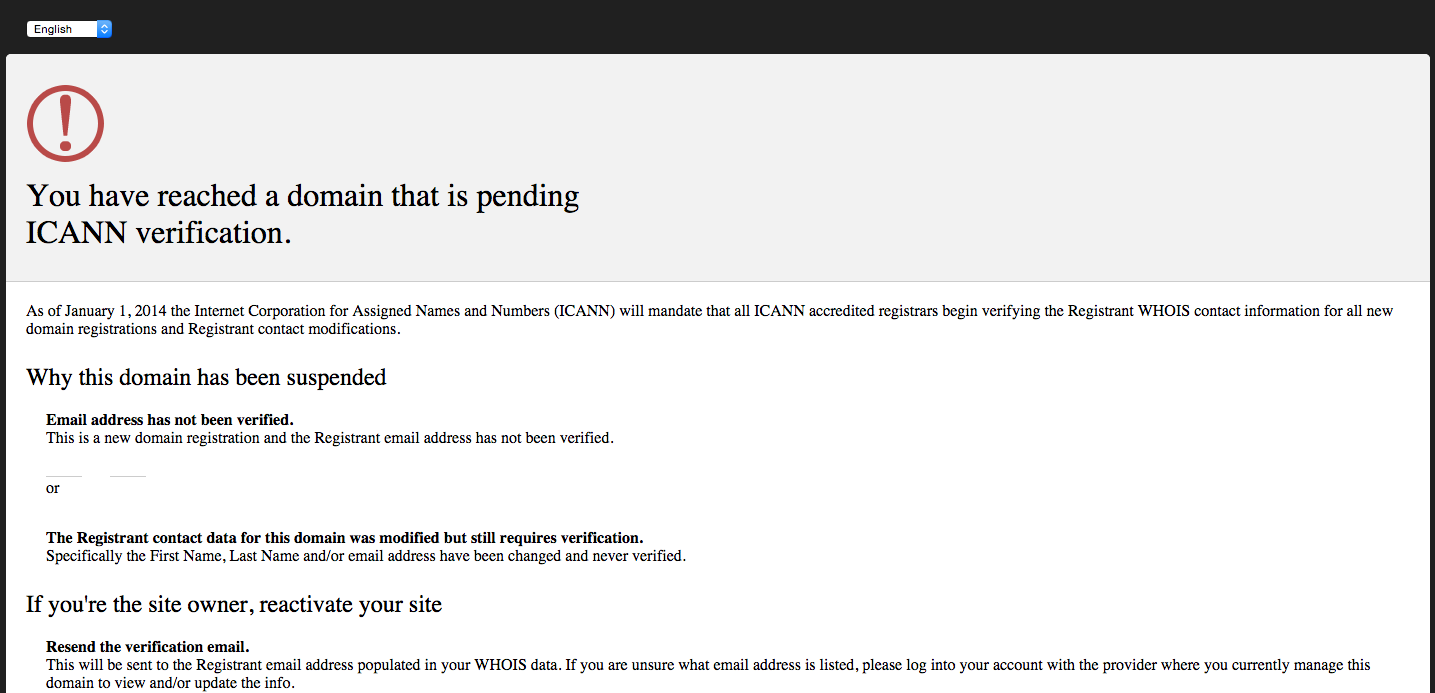 English
You have reached a domain that is pending
ICANN verification.
As of January 1, 2014 the Internet Corporation for Assigned Names and Numbers (ICANN) will mandate that all ICANN accredited registrars begin verifying the Registrant WHOIS contact information for all new
domain registrations and Registrant contact modifications.
Why this domain has been suspended
Email address has not been verified.
This is a new domain registration and the Registrant email address has not been verified.
or
The Registrant contact data for this domain was modified but still requires verification.
Specifically the First Name, Last Name and/or email address have been changed and never verified.
If you're the site owner, reactivate your site
Resend the verification email.
This will be sent to the Registrant email address populated in your WHOIS data. If you are unsure what email address is listed, please log into your account with the provider where you currently manage this
domain to view and/or update the info.